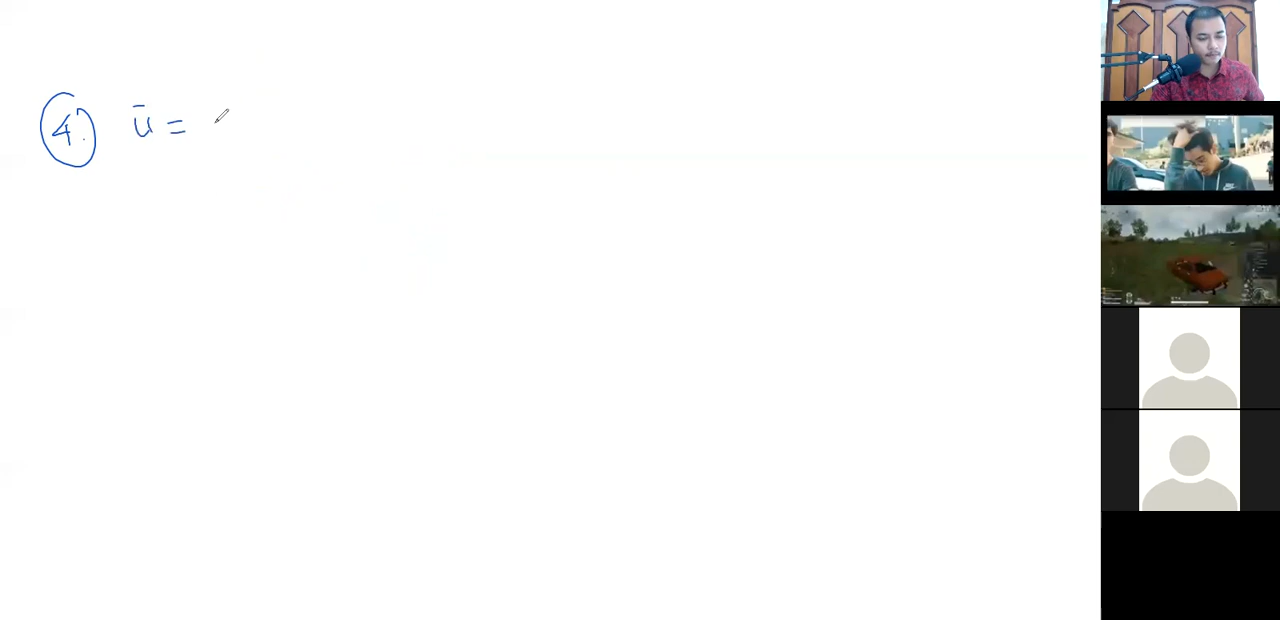 4. ū =